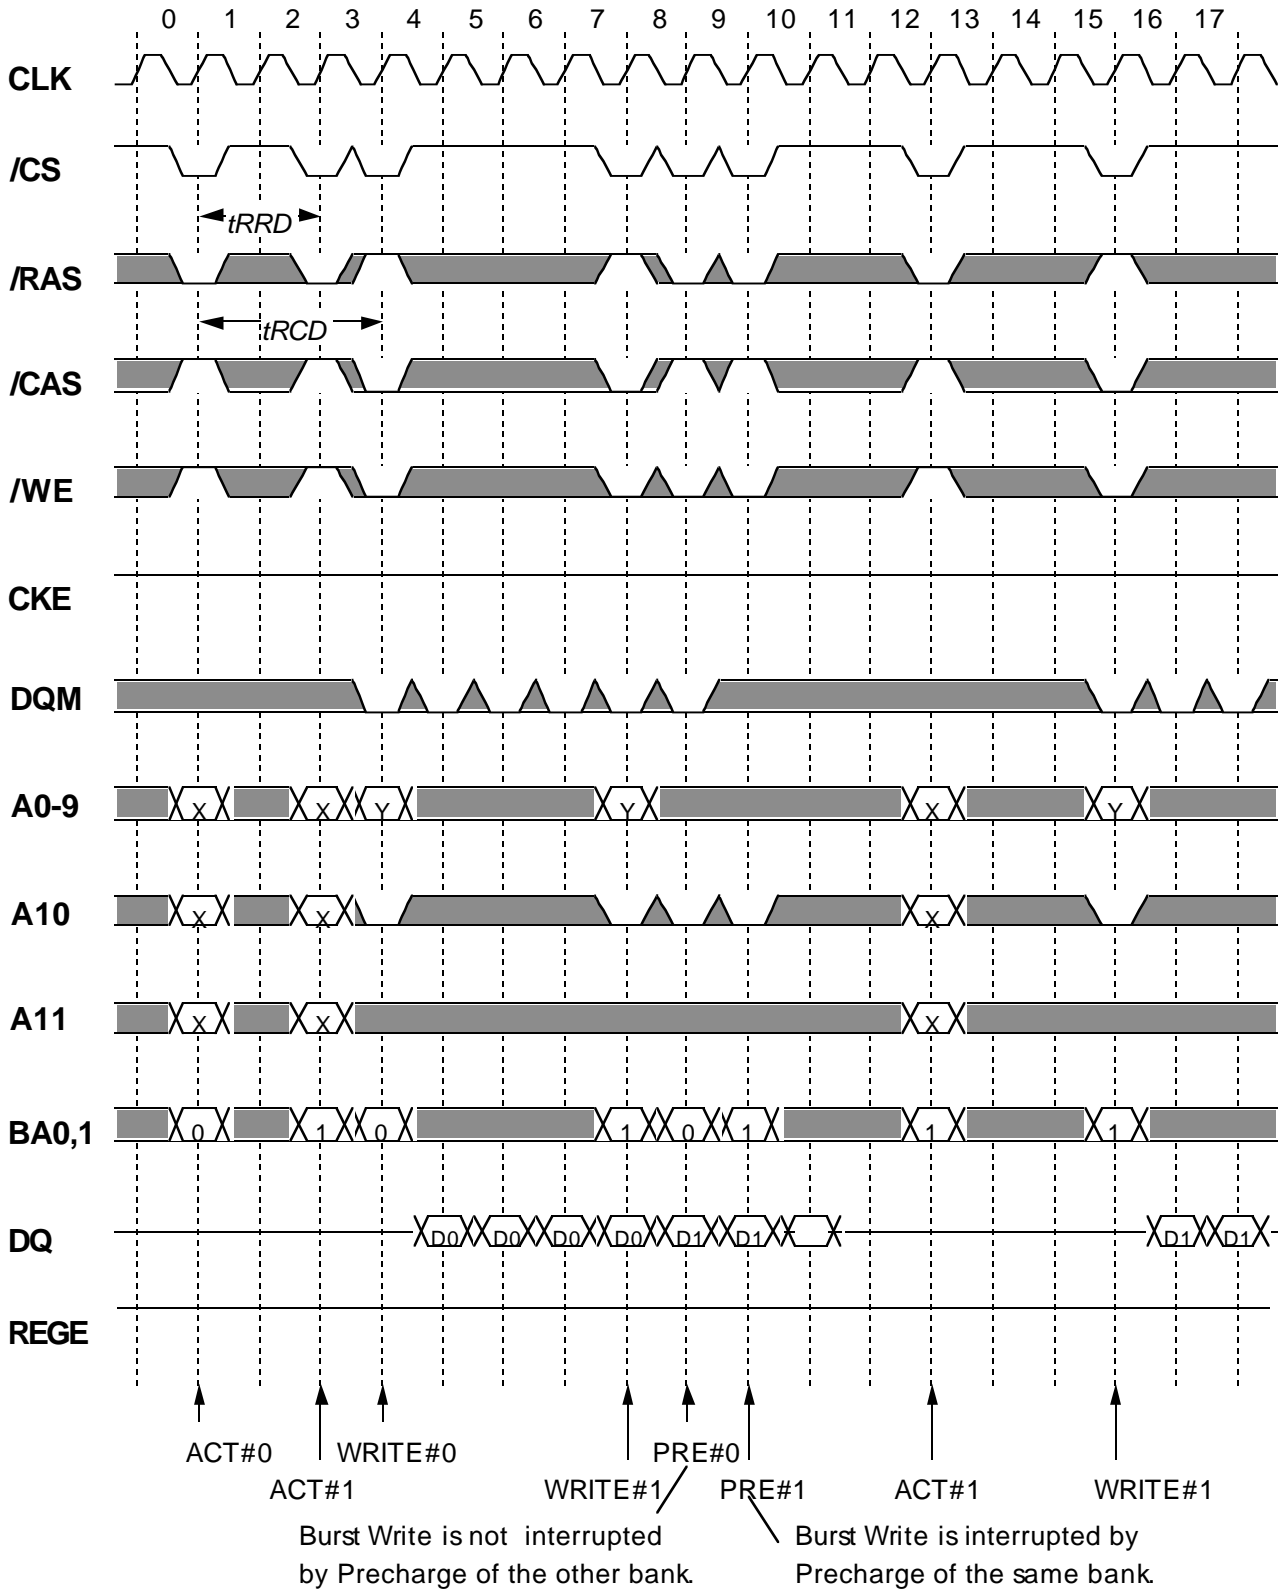 0 1 2 3 4 5 6 7 8 9 10 11 12 13 14 15 16 17
CLK
/CS
tRRD
/RAS
tRCD
/CAS
/WE
CKE
DQM
A0-9 X X Y Y X Y
A10 X X X
A11 X X X
BA0,1 0 1 0 1 0 1 1 1
DQ D0 D0 D0 D0 D1 D1 D1 D1
REGE
ACT#0 WRITE#0 PRE#0
ACT#1 WRITE#1 PRE#1 ACT#1 WRITE#1
Burst Write is not interrupted
by Precharge of the other bank.
Burst Write is interrupted by
Precharge of the same bank.